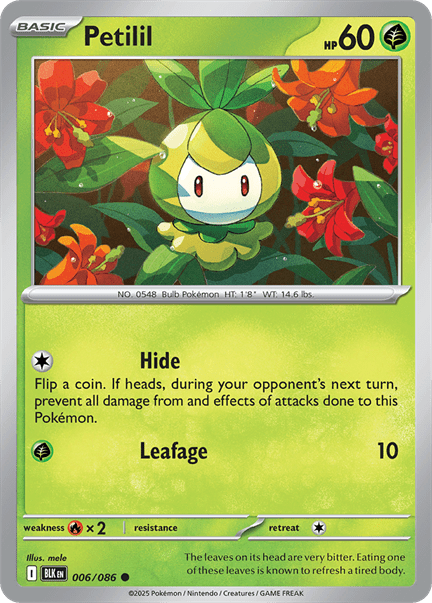 BASIC
Petilil
HP 60
NO. 0548 Bulb Pokémon HT: 1'8" WT: 14.6 lbs.
Hide
Flip a coin. If heads, during your opponent's next turn,
prevent all damage from and effects of attacks done to this
Pokémon.
Leafage 10
weakness ×2 resistance retreat
Illus. mele
The leaves on its head are very bitter. Eating one
of these leaves is known to refresh a tired body.
I BLK EN 006/086
©2025 Pokémon / Nintendo / Creatures / GAME FREAK